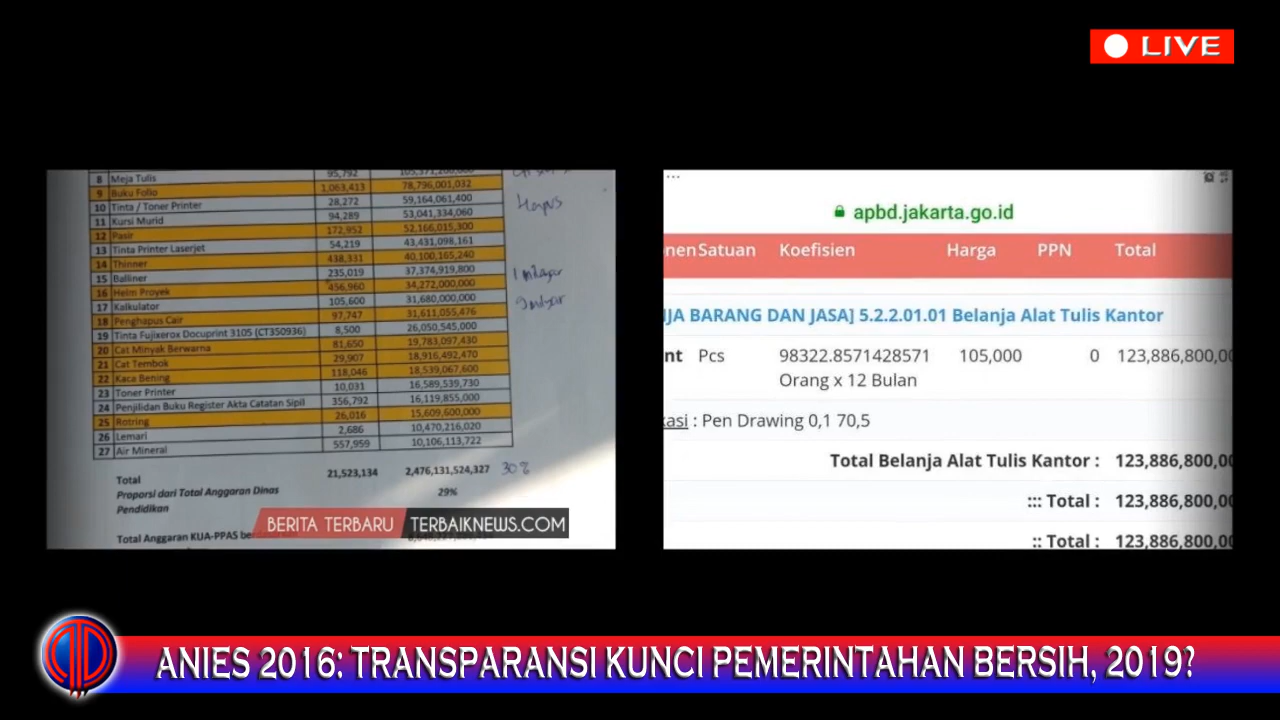 LIVE
8 Meja Tulis 95,792 105,371,200,000
9 Buku Folio 1,063,413 78,796,001,032
10 Tinta / Toner Printer 28,272 59,164,061,400
11 Kursi Murid 94,289 53,041,334,060
12 Pasir 172,952 52,166,015,300
13 Tinta Printer Laserjet 54,219 43,431,098,161
14 Thinner 438,331 40,100,165,240
15 Balliner 235,019 37,374,919,800
16 Helm Proyek 456,960 34,272,000,000
17 Kalkulator 105,600 31,680,000,000
18 Penghapus Cair 97,747 31,611,055,476
19 Tinta Fujixerox Docuprint 3105 (CT350936) 8,500 26,050,545,000
20 Cat Minyak Berwarna 81,650 19,783,097,430
21 Cat Tembok 29,907 18,916,492,470
22 Kaca Bening 118,046 18,539,067,600
23 Toner Printer 10,031 16,589,539,730
24 Penjilidan Buku Register Akta Catatan Sipil 356,792 16,119,855,000
25 Rotring 26,016 15,609,600,000
26 Lemari 2,686 10,470,216,020
27 Air Mineral 557,959 10,106,113,722
Hapus
1 milyar
9 milyar
Total 21,523,134 2,476,131,524,327 30%
Proporsi dari Total Anggaran Dinas
Pendidikan 29%
Total Anggaran KUA-PPAS
BERITA TERBARU TERBAIKNEWS.COM
apbd.jakarta.go.id
nen Satuan Koefisien Harga PPN Total
JA BARANG DAN JASA] 5.2.2.01.01 Belanja Alat Tulis Kantor
nt Pcs 98322.8571428571 105,000 0 123,886,800,00
Orang x 12 Bulan
kasi : Pen Drawing 0,1 70,5
Total Belanja Alat Tulis Kantor : 123,886,800,00
::: Total : 123,886,800,00
:: Total : 123,886,800,00
ANIES 2016: TRANSPARANSI KUNCI PEMERINTAHAN BERSIH, 2019?